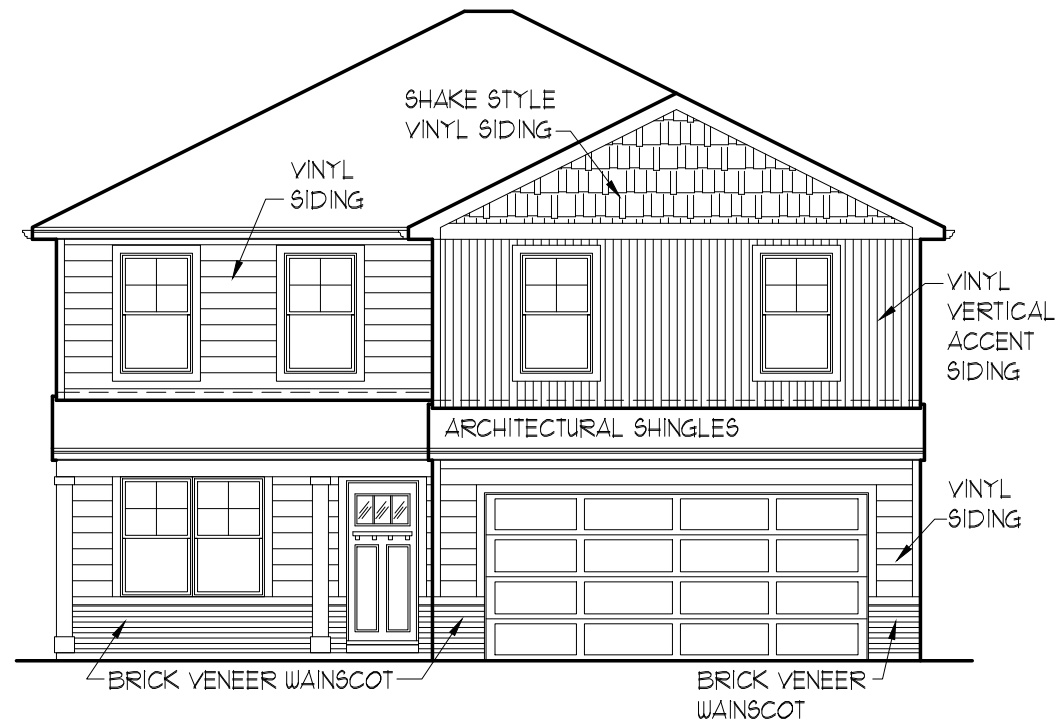 SHAKE STYLE
VINYL SIDING
VINYL
SIDING
VINYL
VERTICAL
ACCENT
SIDING
ARCHITECTURAL SHINGLES
VINYL
SIDING
BRICK VENEER WAINSCOT
BRICK VENEER
WAINSCOT